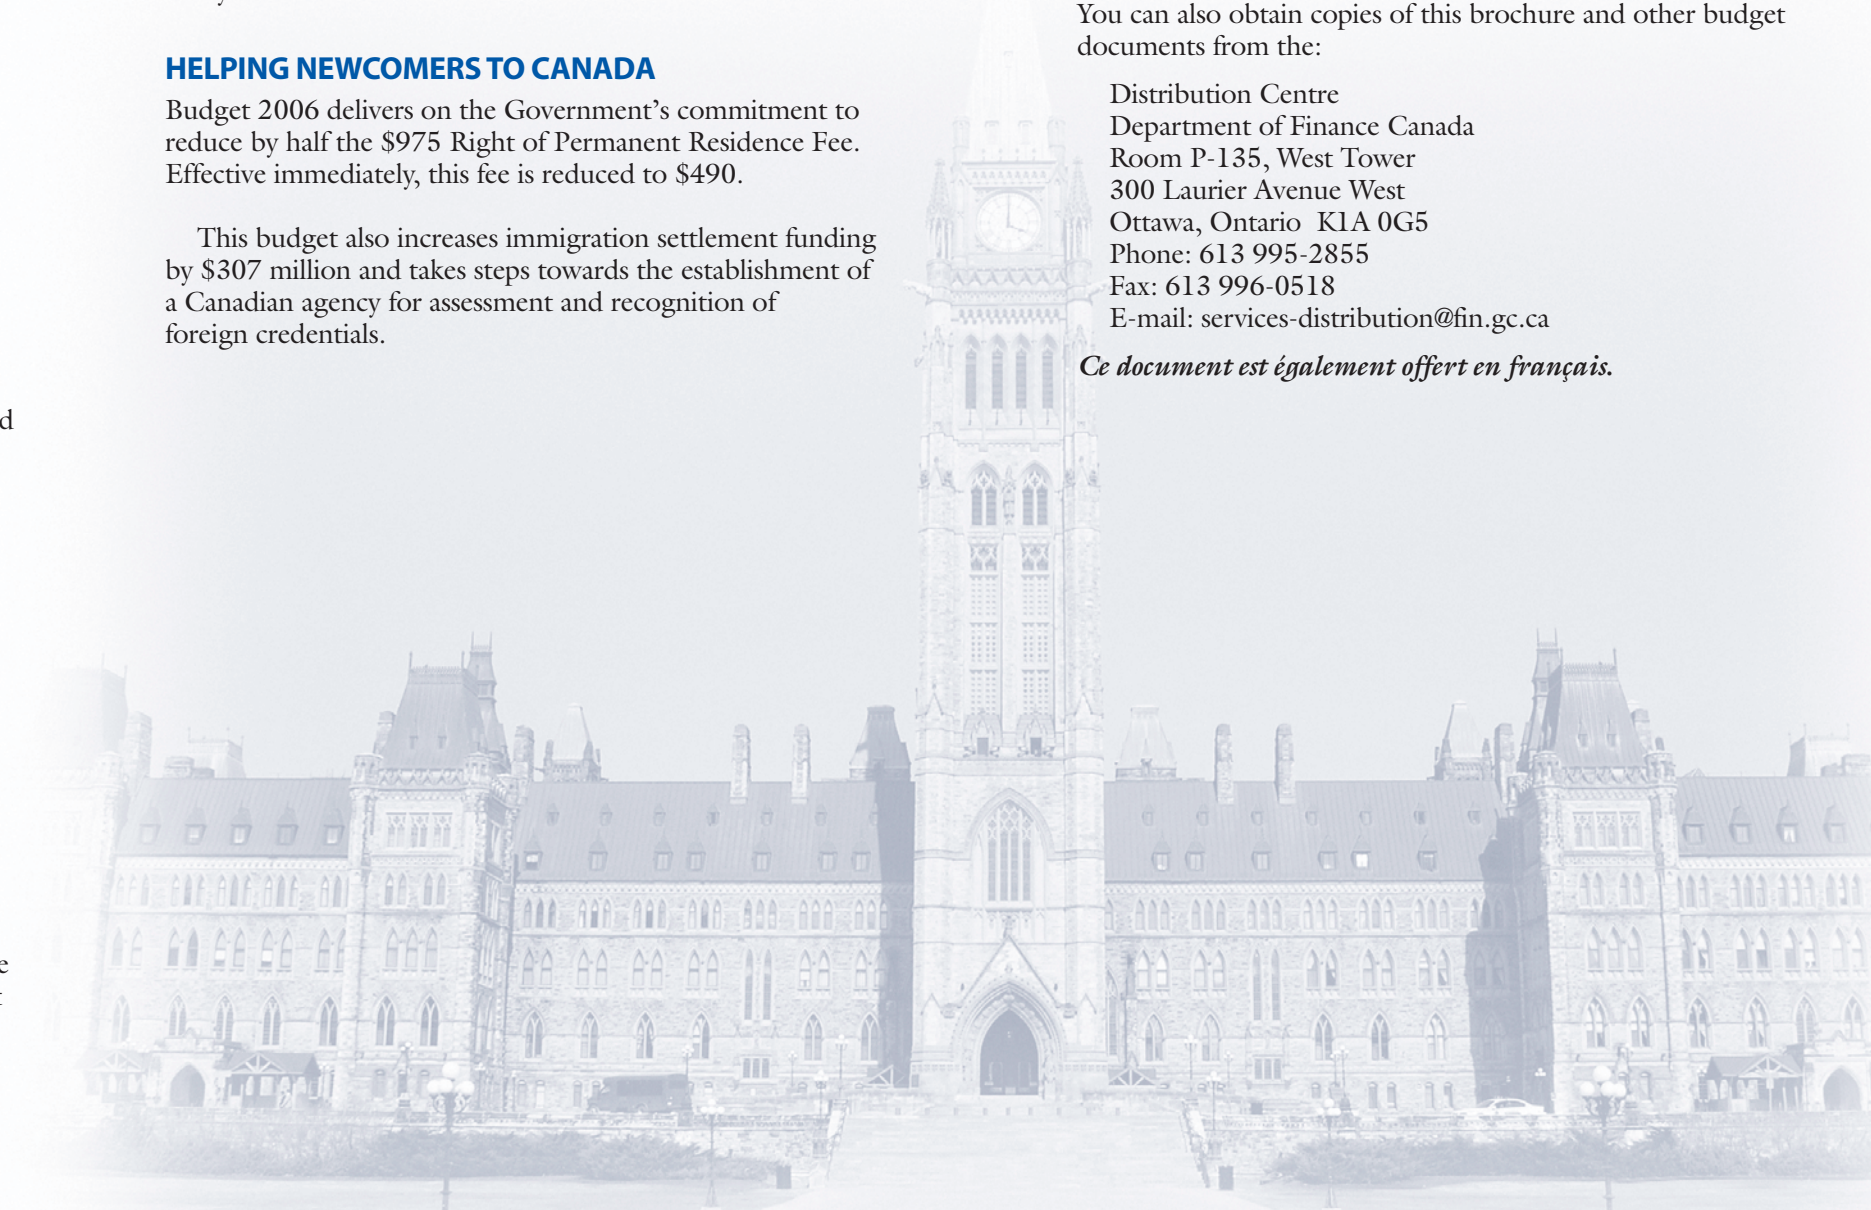 HELPING NEWCOMERS TO CANADA
Budget 2006 delivers on the Government’s commitment to
reduce by half the $975 Right of Permanent Residence Fee.
Effective immediately, this fee is reduced to $490.
This budget also increases immigration settlement funding
by $307 million and takes steps towards the establishment of
a Canadian agency for assessment and recognition of
foreign credentials.
You can also obtain copies of this brochure and other budget
documents from the:
Distribution Centre
Department of Finance Canada
Room P-135, West Tower
300 Laurier Avenue West
Ottawa, Ontario K1A 0G5
Phone: 613 995-2855
Fax: 613 996-0518
E-mail: services-distribution@fin.gc.ca
Ce document est également offert en français.